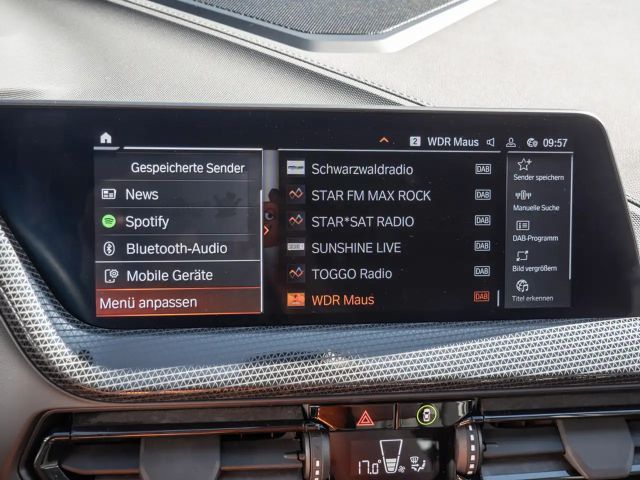 2 WDR Maus 09:57
Gespeicherte Sender
News
Spotify
Bluetooth-Audio
Mobile Geräte
Menü anpassen
Schwarzwaldradio DAB
STAR FM MAX ROCK DAB
STAR*SAT RADIO DAB
SUNSHINE LIVE DAB
TOGGO Radio DAB
WDR Maus DAB
Sender speichern
Manuelle Suche
DAB-Programm
Bild vergrößern
Titel erkennen
17.0